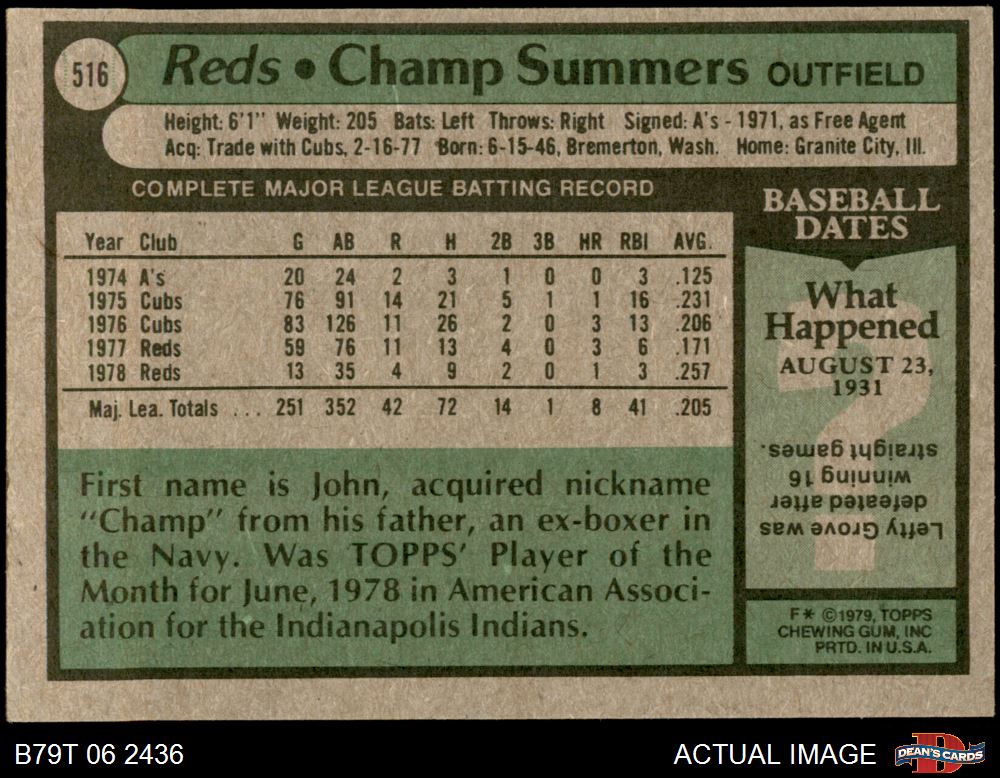 516
Reds • Champ Summers OUTFIELD
Height: 6'1" Weight: 205 Bats: Left Throws: Right Signed: A's - 1971, as Free Agent
Acq: Trade with Cubs, 2-16-77 Born: 6-15-46, Bremerton, Wash. Home: Granite City, Ill.
COMPLETE MAJOR LEAGUE BATTING RECORD
Year Club G AB R H 2B 3B HR RBI AVG.
1974 A's 20 24 2 3 1 0 0 3 .125
1975 Cubs 76 91 14 21 5 1 1 16 .231
1976 Cubs 83 126 11 26 2 0 3 13 .206
1977 Reds 59 76 11 13 4 0 3 6 .171
1978 Reds 13 35 4 9 2 0 1 3 .257
Maj. Lea. Totals ... 251 352 42 72 14 1 8 41 .205
First name is John, acquired nickname
"Champ" from his father, an ex-boxer in
the Navy. Was TOPPS' Player of the
Month for June, 1978 in American Associ-
ation for the Indianapolis Indians.
BASEBALL
DATES
What
Happened
AUGUST 23,
1931
?
Lefty Grove was
defeated after
winning 16
straight games.
F* ©1979, TOPPS
CHEWING GUM, INC
PRTD. IN U.S.A.
B79T 06 2436
ACTUAL IMAGE
D
DEAN'S CARDS